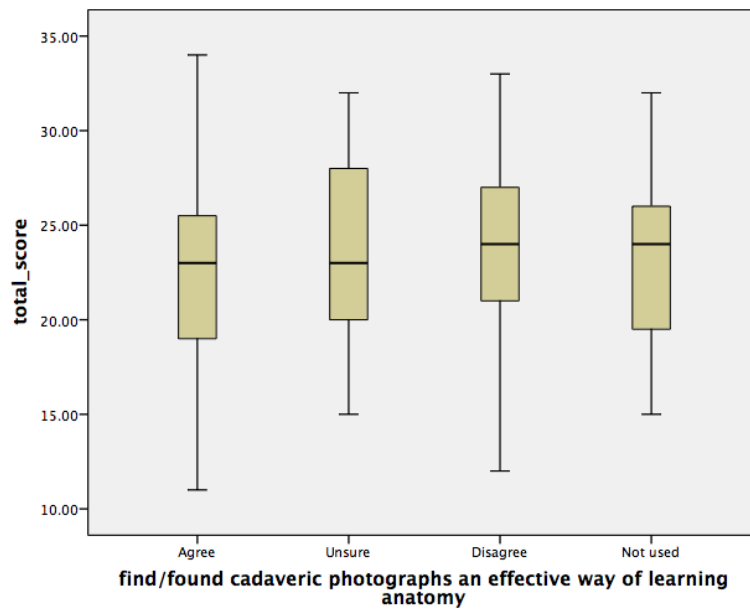 35.00
30.00
25.00
20.00
15.00
10.00
total_score
Agree Unsure Disagree Not used
find/found cadaveric photographs an effective way of learning
anatomy